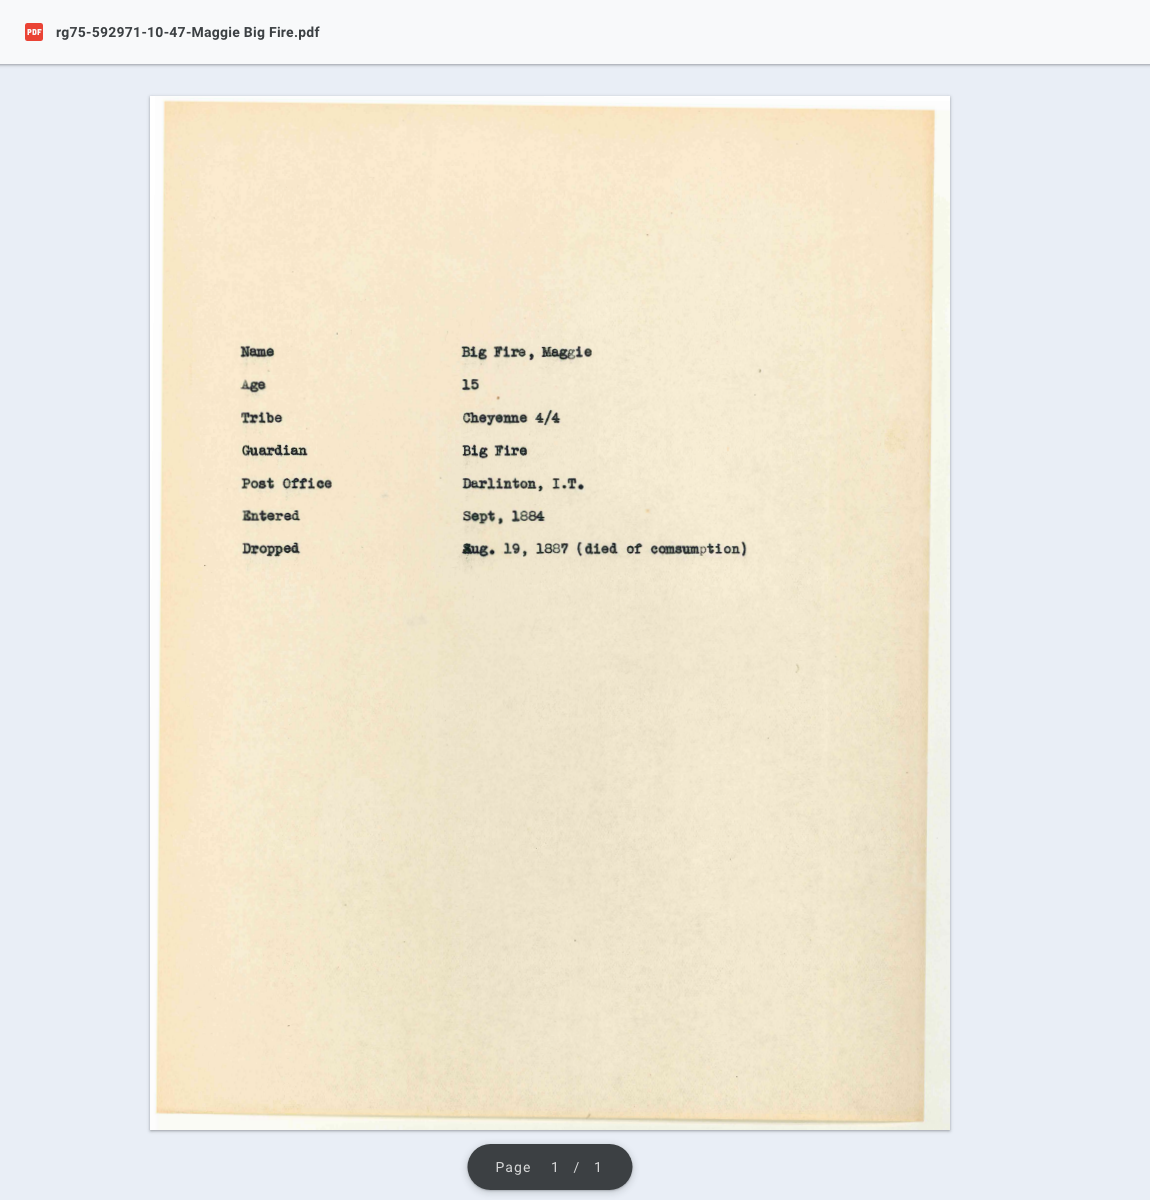 PDF rg75-592971-10-47-Maggie Big Fire.pdf
Name Big Fire, Maggie
Age 15
Tribe Cheyenne 4/4
Guardian Big Fire
Post Office Darlinton, I.T.
Entered Sept, 1884
Dropped Aug. 19, 1887 (died of comsumption)
Page 1 / 1